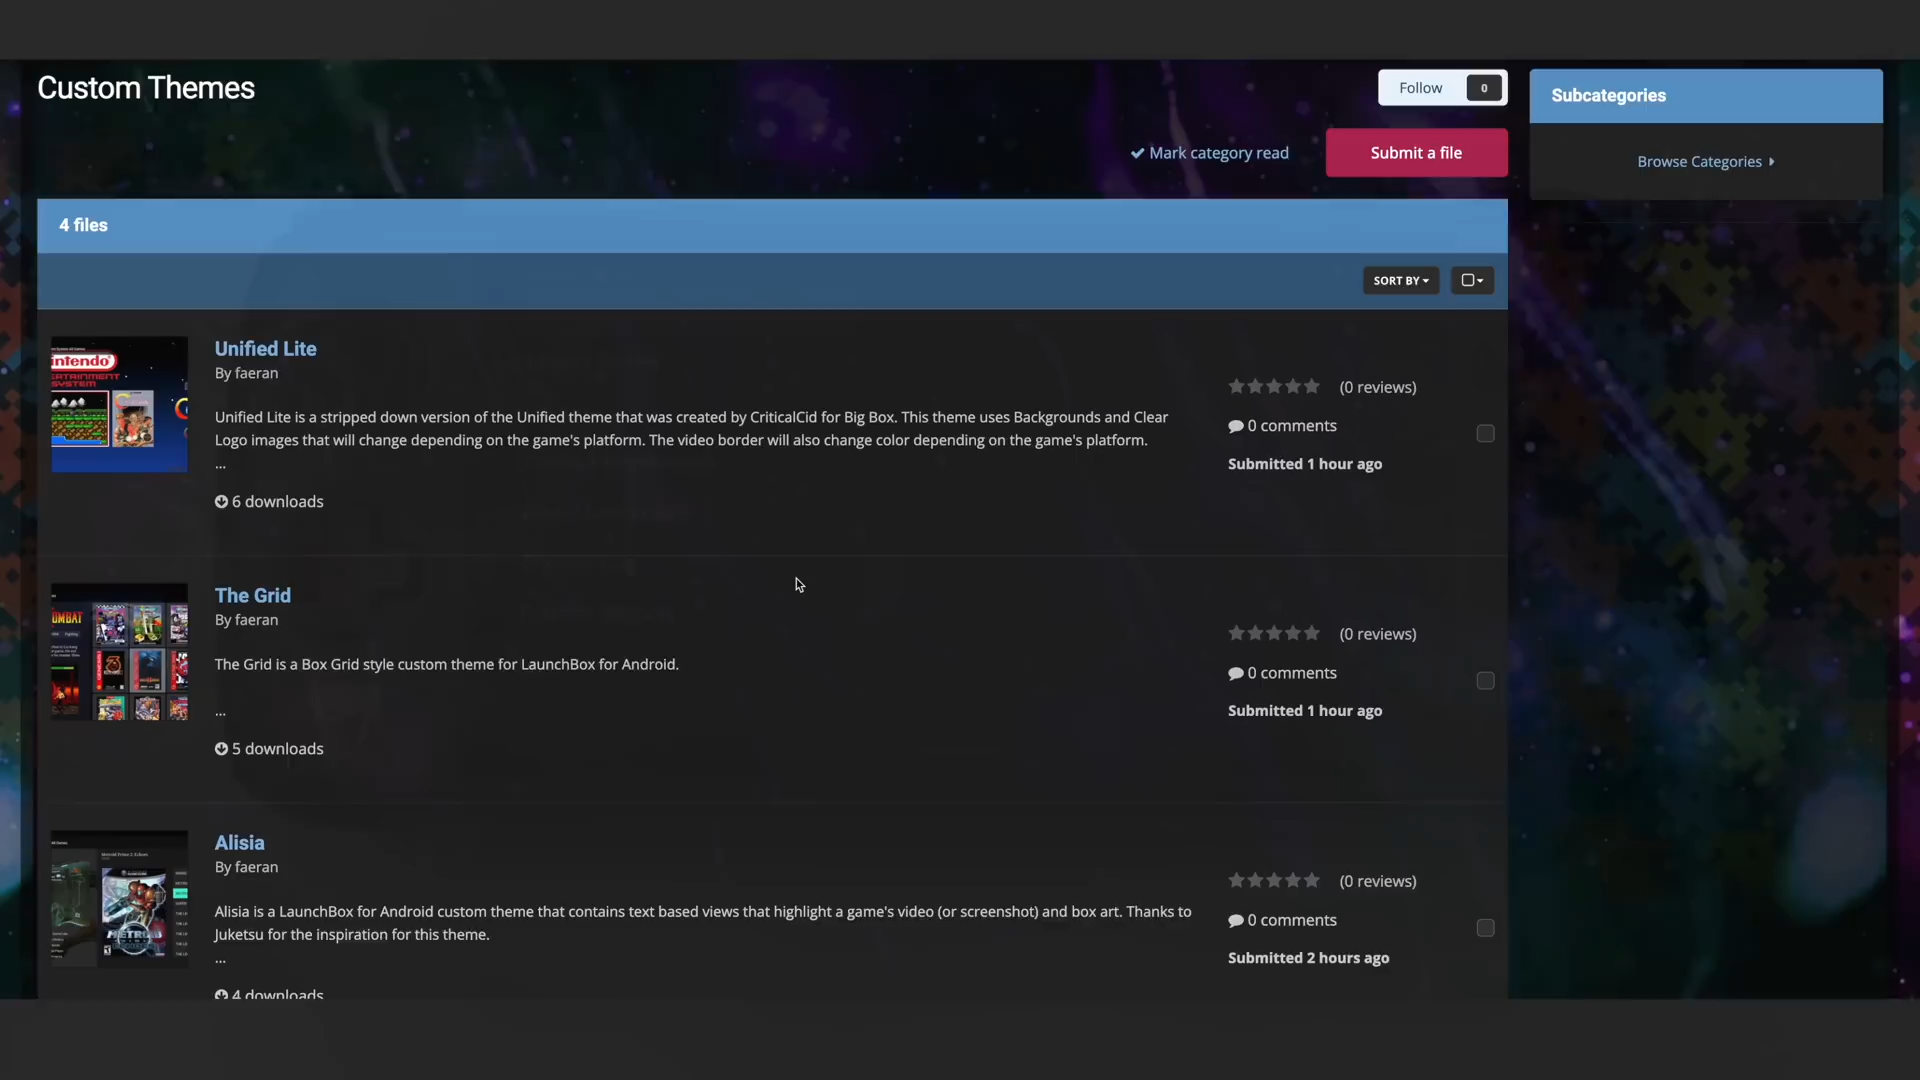 Custom Themes
Follow 0
Subcategories
Mark category read
Submit a file
Browse Categories
4 files
SORT BY
Unified Lite
By faeran
Unified Lite is a stripped down version of the Unified theme that was created by CriticalCid for Big Box. This theme uses Backgrounds and Clear
Logo images that will change depending on the game's platform. The video border will also change color depending on the game's platform.
...
6 downloads
(0 reviews)
0 comments
Submitted 1 hour ago
The Grid
By faeran
The Grid is a Box Grid style custom theme for LaunchBox for Android.
...
5 downloads
(0 reviews)
0 comments
Submitted 1 hour ago
Alisia
By faeran
Alisia is a LaunchBox for Android custom theme that contains text based views that highlight a game's video (or screenshot) and box art. Thanks to
Juketsu for the inspiration for this theme.
...
4 downloads
(0 reviews)
0 comments
Submitted 2 hours ago